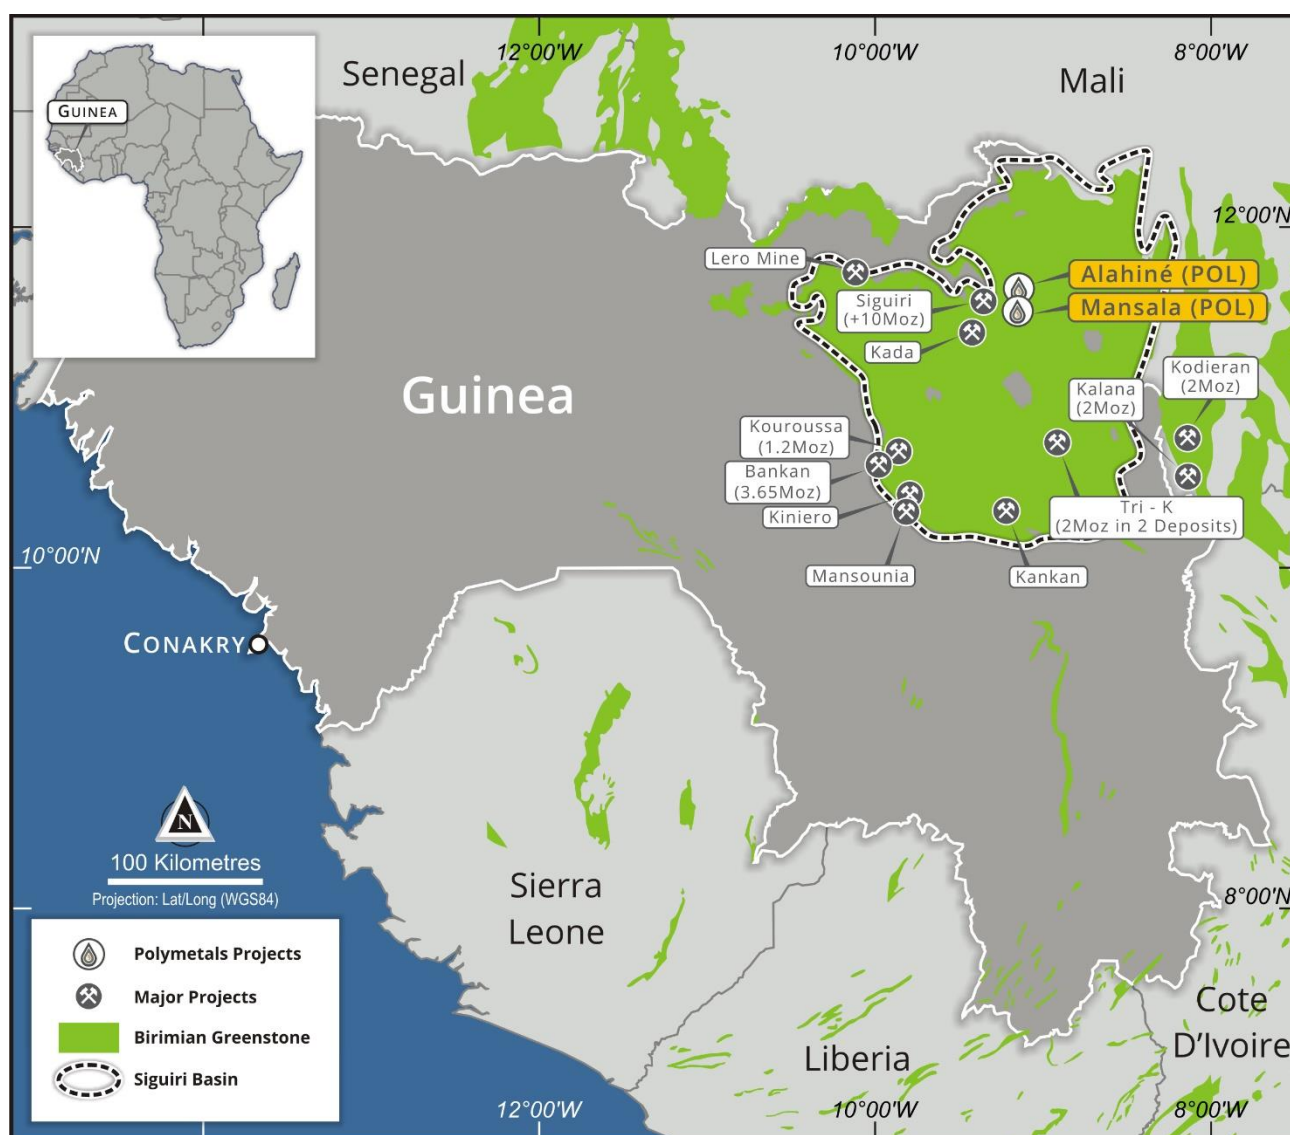 12°00'W
10°00'W
8°00'W
Senegal
Mali
GUINEA
12°00'N
Lero Mine
Alahiné (POL)
Siguiri
(+10Moz)
Mansala (POL)
Kada
Guinea
Kodieran
(2Moz)
Kalana
(2Moz)
Kouroussa
(1.2Moz)
Bankan
(3.65Moz)
Kiniero
Tri - K
(2Moz in 2 Deposits)
Mansounia
Kankan
10°00'N
CONAKRY
N
100 Kilometres
Projection: Lat/Long (WGS84)
Sierra
Leone
8°00'N
Polymetals Projects
Major Projects
Birimian Greenstone
Siguiri Basin
Cote
D'Ivoire
Liberia
12°00'W
10°00'W
8°00'W